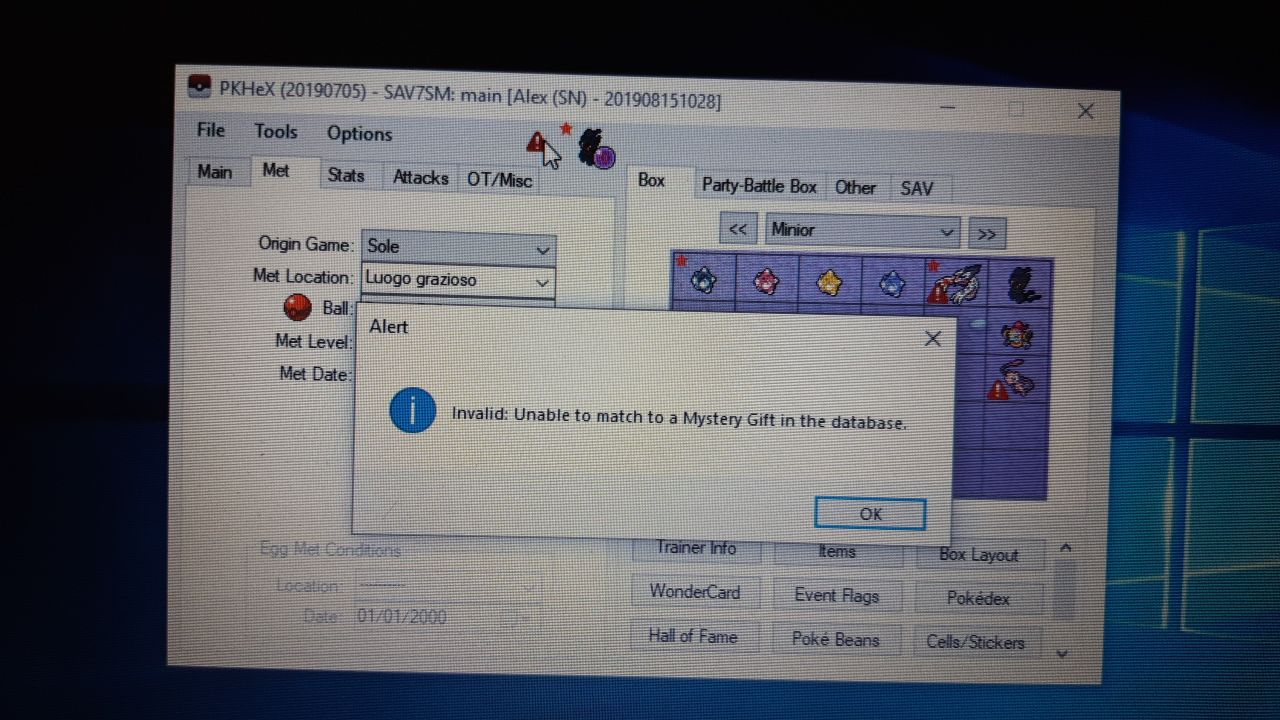 PKHeX (20190705) - SAV7SM: main [Alex (SN) - 201908151028]
File Tools Options
Main Met Stats Attacks OT/Misc
Box Party-Battle Box Other SAV
<< Minior >>
Origin Game: Sole
Met Location: Luogo grazioso
Ball:
Met Level:
Met Date:
Alert
Invalid: Unable to match to a Mystery Gift in the database.
OK
Egg Met Conditions
Location: --------
Date: 01/01/2000
Trainer Info Items Box Layout
WonderCard Event Flags Pokédex
Hall of Fame Poké Beans Cells/Stickers